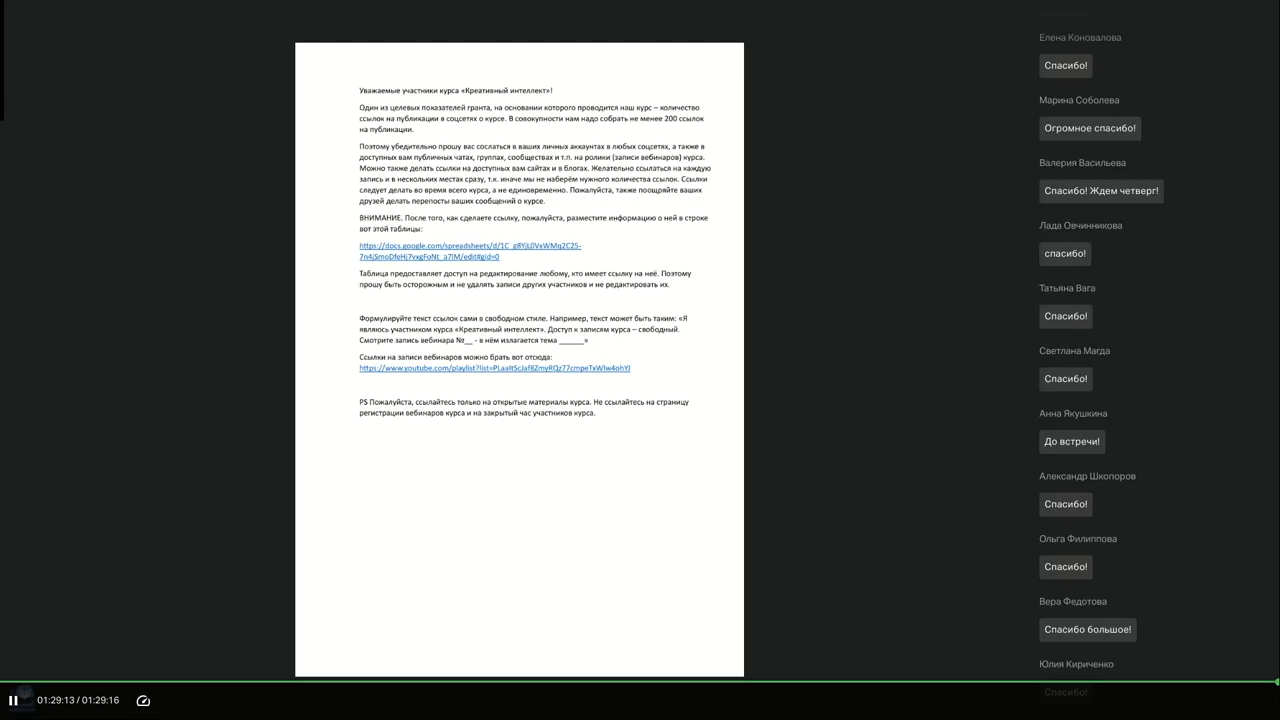 Уважаемые участники курса «Креативный интеллект»!
Один из целевых показателей гранта, на основании которого проводится наш курс – количество
ссылок на публикации в соцсетях о курсе. В совокупности нам надо собрать не менее 200 ссылок
на публикации.
Поэтому убедительно прошу вас сослаться в ваших личных аккаунтах в любых соцсетях, а также в
доступных вам публичных чатах, группах, сообществах и т.п. на ролики (записи вебинаров) курса.
Можно также делать ссылки на доступных вам сайтах и в блогах. Желательно ссылаться на каждую
запись и в нескольких местах сразу, т.к. иначе мы не наберём нужного количества ссылок. Ссылки
следует делать во время всего курса, а не единовременно. Пожалуйста, также поощряйте ваших
друзей делать перепосты ваших сообщений о курсе.
ВНИМАНИЕ. После того, как сделаете ссылку, пожалуйста, разместите информацию о ней в строке
вот этой таблицы:
Таблица предоставляет доступ на редактирование любому, кто имеет ссылку на неё. Поэтому
прошу быть осторожным и не удалять записи других участников и не редактировать их.
Формулируйте текст ссылок сами в свободном стиле. Например, текст может быть таким: «Я
являюсь участником курса «Креативный интеллект». Доступ к записям курса – свободный.
Смотрите запись вебинара №__ - в нём излагается тема ______»
Ссылки на записи вебинаров можно брать вот отсюда:
PS Пожалуйста, ссылайтесь только на открытые материалы курса. Не ссылайтесь на страницу
регистрации вебинаров курса и на закрытый час участников курса.
Елена Коновалова
Спасибо!
Марина Соболева
Огромное спасибо!
Валерия Васильева
Спасибо! Ждем четверг!
Лада Овчинникова
спасибо!
Татьяна Вага
Спасибо!
Светлана Магда
Спасибо!
Анна Якушкина
До встречи!
Александр Шкопоров
Спасибо!
Ольга Филиппова
Спасибо!
Вера Федотова
Спасибо большое!
Юлия Кириченко
Спасибо!
01:29:13 / 01:29:16